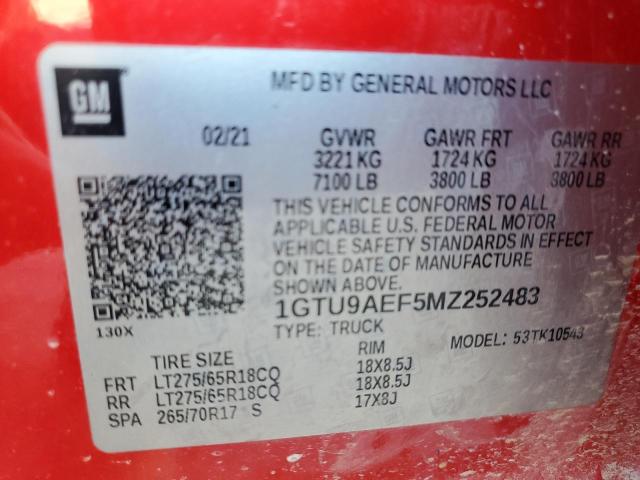 GM
MFD BY GENERAL MOTORS LLC
02/21 GVWR GAWR FRT GAWR RR
3221 KG 1724 KG 1724 KG
7100 LB 3800 LB 3800 LB
THIS VEHICLE CONFORMS TO ALL
APPLICABLE U.S. FEDERAL MOTOR
VEHICLE SAFETY STANDARDS IN EFFECT
ON THE DATE OF MANUFACTURE
SHOWN ABOVE.
1GTU9AEF5MZ252483
130X
TYPE: TRUCK
MODEL: 53TK10543
TIRE SIZE RIM
FRT LT275/65R18CQ 18X8.5J
RR LT275/65R18CQ 18X8.5J
SPA 265/70R17 S 17X8J